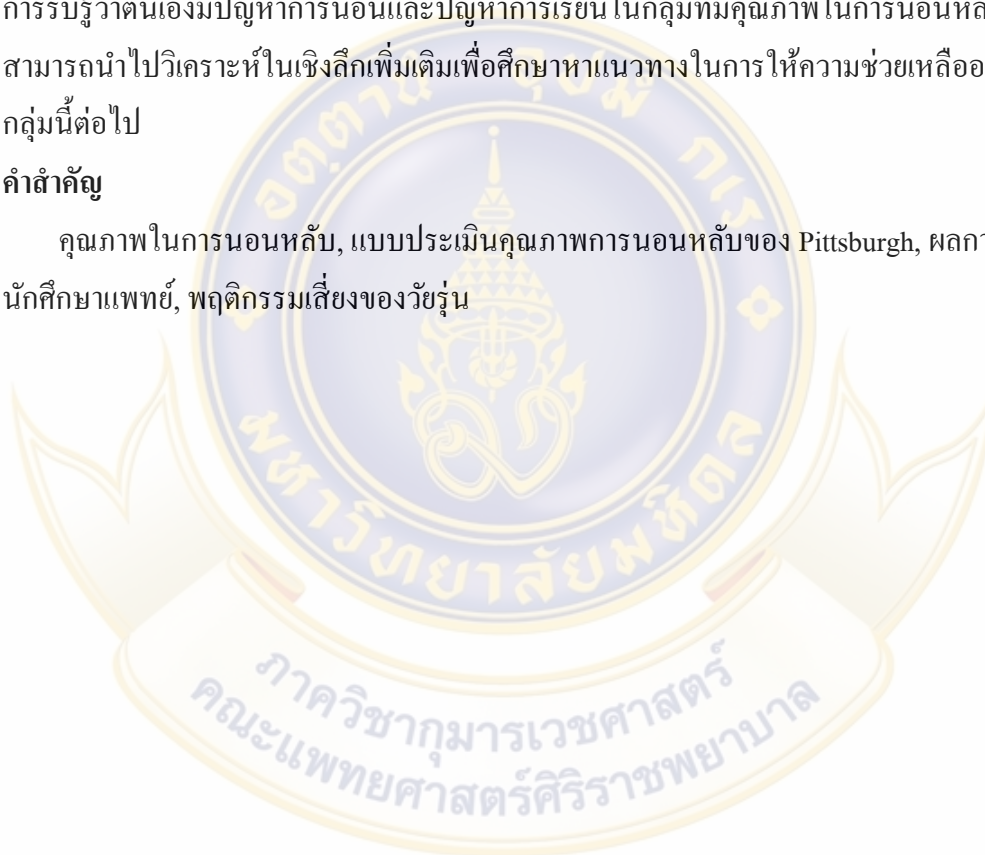 การรับรู้ว่าตนเองมีปัญหาการนอนและปัญหาการเรียนในกลุ่มที่มีคุณภาพในการนอนหล
สามารถนำไปวิเคราะห์ในเชิงลึกเพิ่มเติมเพื่อศึกษาหาแนวทางในการให้ความช่วยเหลืออ
กลุ่มนี้ต่อไป
คำสำคัญ
คุณภาพในการนอนหลับ, แบบประเมินคุณภาพการนอนหลับของ Pittsburgh, ผลกา
นักศึกษาแพทย์, พฤติกรรมเสี่ยงของวัยรุ่น
อตฺตานํ อุปมํ กเร
มหาวิทยาลัยมหิดล
ภาควิชากุมารเวชศาสตร์
คณะแพทยศาสตร์ศิริราชพยาบาล